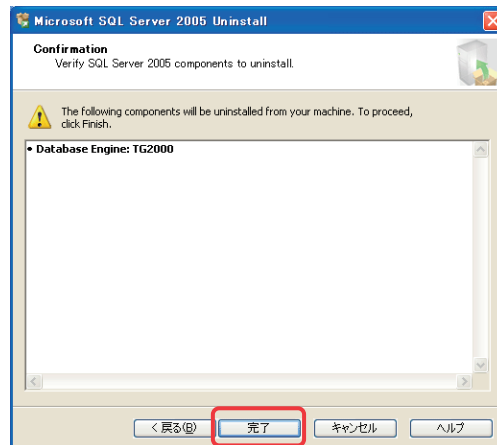 Microsoft SQL Server 2005 Uninstall
Confirmation
Verify SQL Server 2005 components to uninstall.
The following components will be uninstalled from your machine. To proceed,
click Finish.
• Database Engine: TG2000
< 戻る(B) 完了 キャンセル ヘルプ